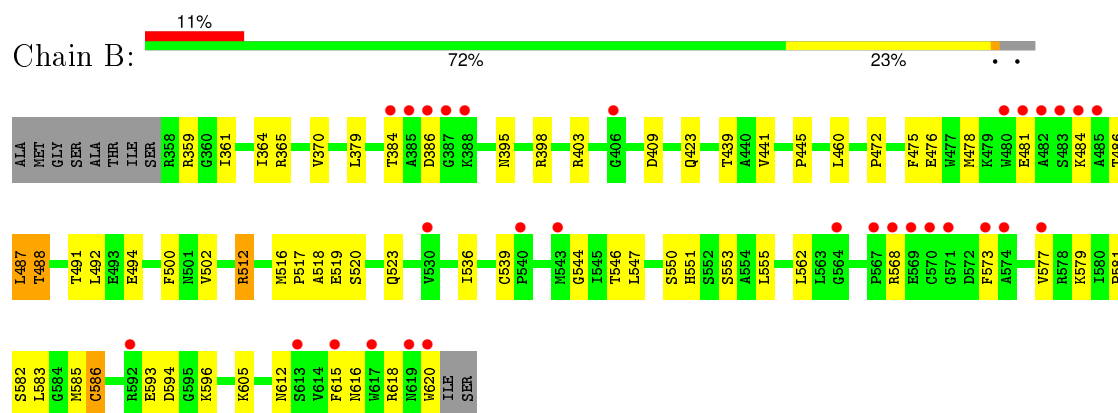 11%
Chain B:
72% 23% • •
ALA MET GLY SER ALA THR ILE SER R358 R359 G360 I361 I364 R365 V370 L379 T384 A385 D386 G387 K388 N395 R398 R403 G406 D409 Q423 T439 A440 V441 P445 L460 P472 F475 E476 W477 M478 K479 W480 E481 A482 S483 K484 A485 T486
L487 T488 T491 L492 E493 E494 F500 N501 V502 R512 M516 P517 A518 E519 S520 Q523 V530 I536 C539 P540 M543 G544 I545 T546 L547 S550 H551 S552 S553 A554 L555 L562 L563 G564 P567 R568 E569 C570 G571 D572 F573 A574 V577 R578 K579 I580 P581
S582 L583 G584 M585 C586 R592 E593 D594 G595 K596 K605 N612 S613 V614 F615 N616 W617 R618 N619 W620 ILE SER